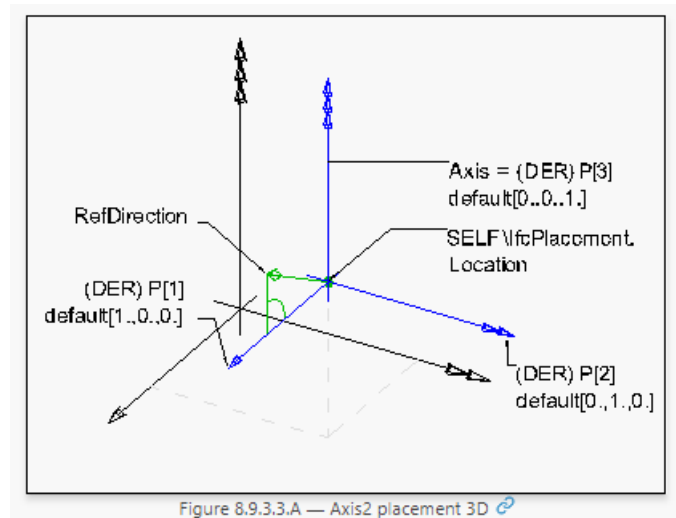 Axis = (DER) P[3]
default[0..0..1.]
RefDirection
SELF\IfcPlacement.
Location
(DER) P[1]
default[1.,0.,0.]
(DER) P[2]
default[0.,1.,0.]
Figure 8.9.3.3.A — Axis2 placement 3D